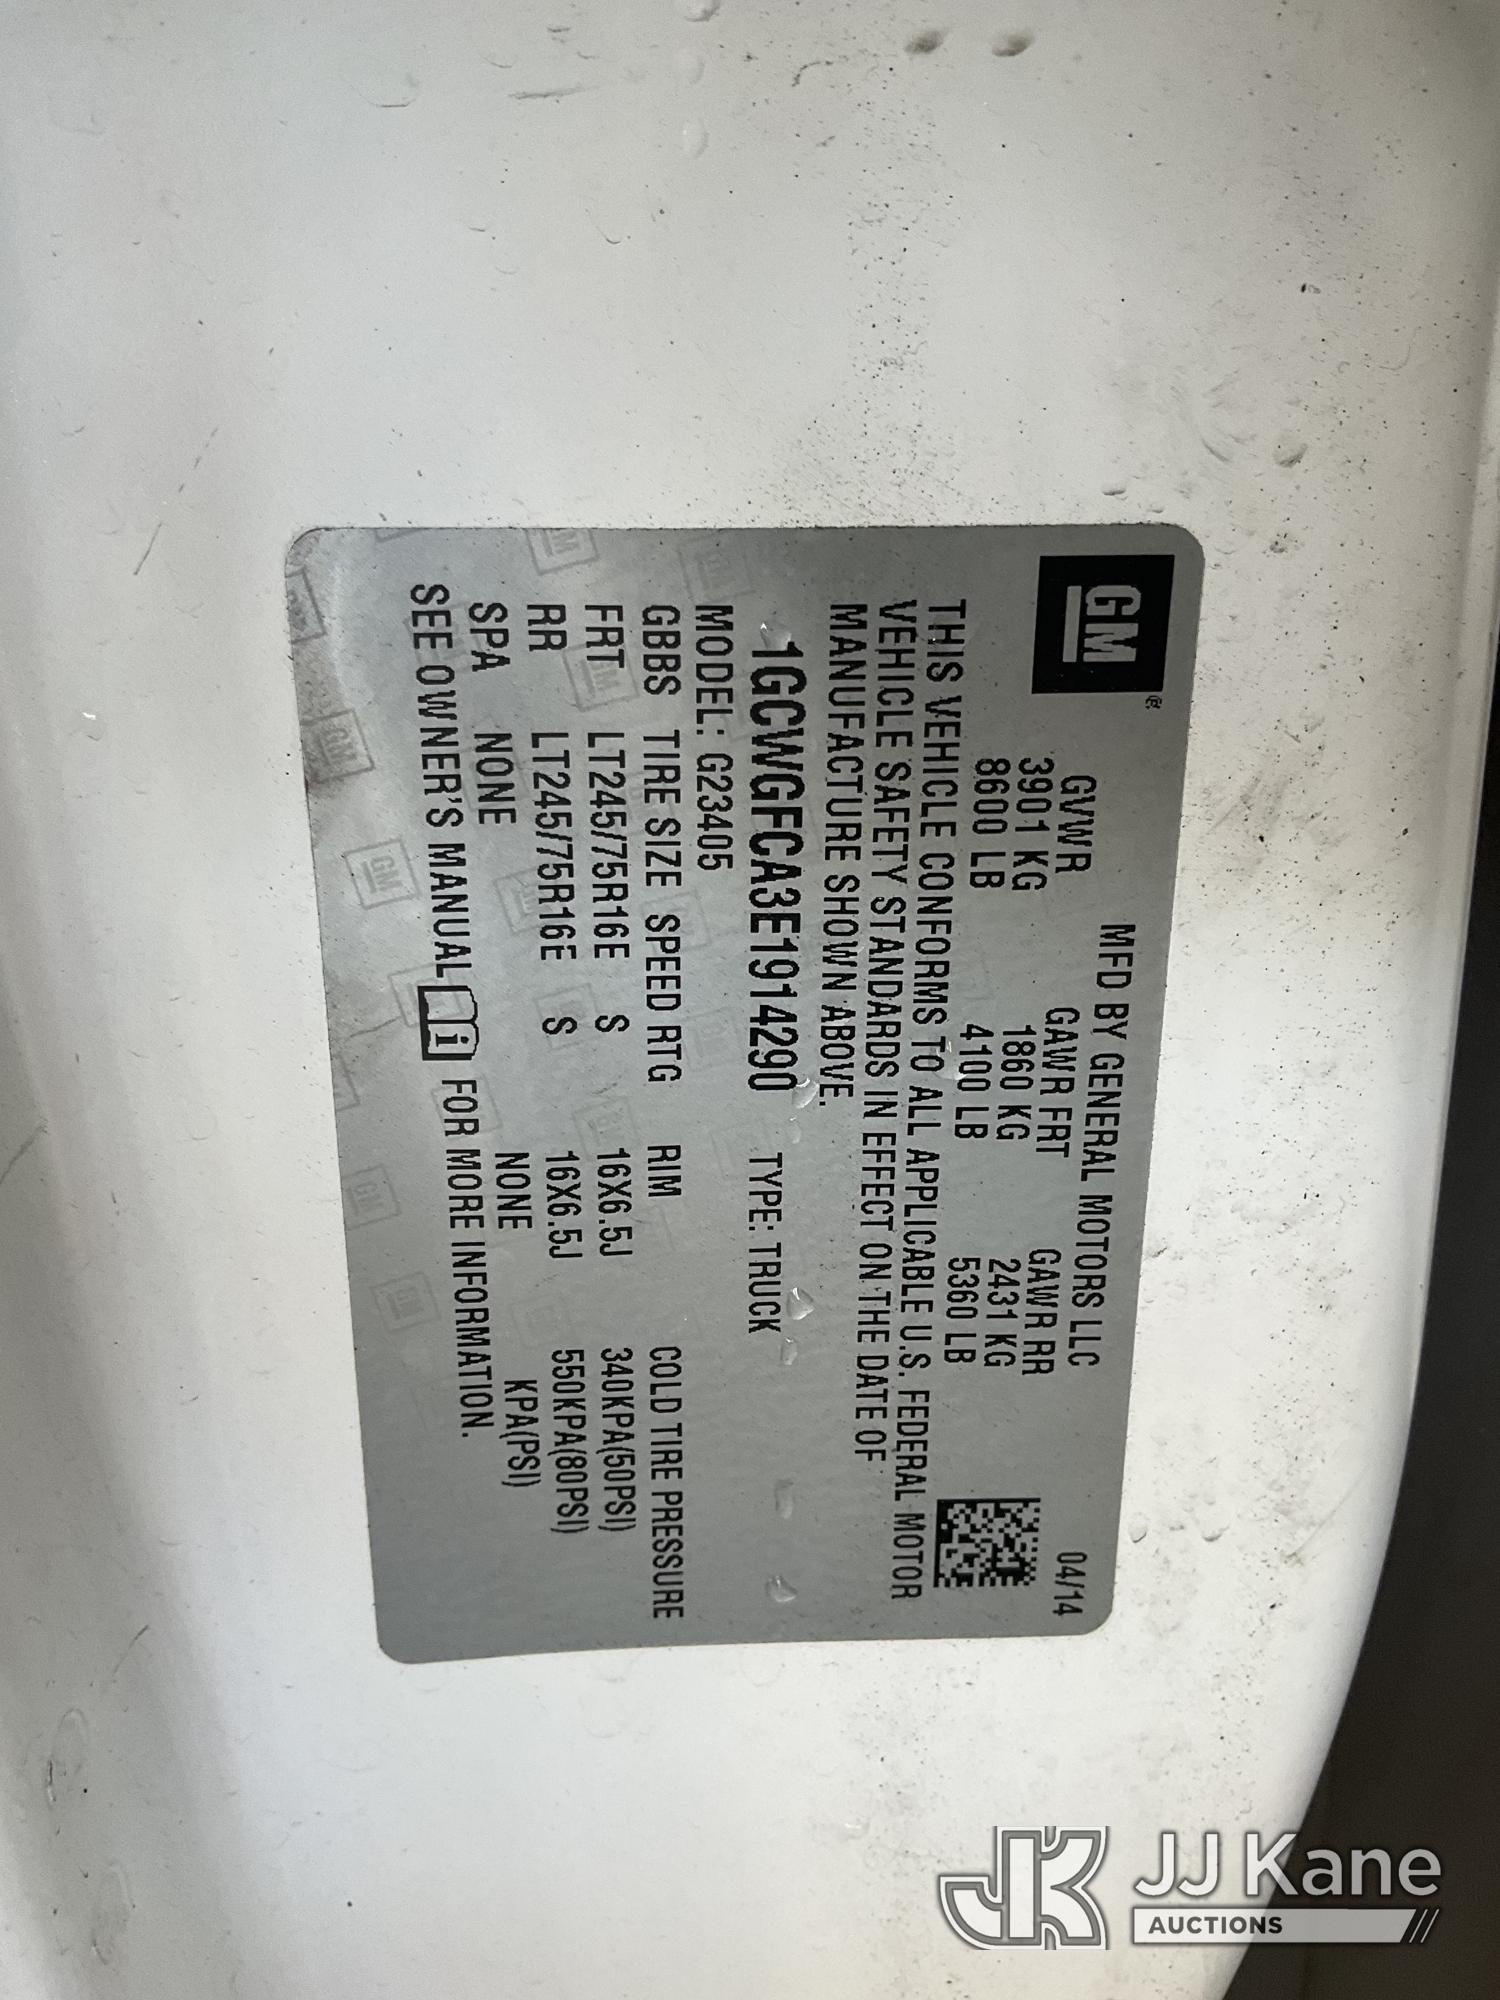 GM®
MFD BY GENERAL MOTORS LLC 04/14
GVWR GAWR FRT GAWR RR
3901 KG 1860 KG 2431 KG
8600 LB 4100 LB 5360 LB
THIS VEHICLE CONFORMS TO ALL APPLICABLE U.S. FEDERAL MOTOR
VEHICLE SAFETY STANDARDS IN EFFECT ON THE DATE OF
MANUFACTURE SHOWN ABOVE.
1GCWGFCA3E1914290 TYPE: TRUCK
MODEL: G23405
GBBS TIRE SIZE SPEED RTG RIM COLD TIRE PRESSURE
FRT LT245/75R16E S 16X6.5J 340KPA(50PSI)
RR LT245/75R16E S 16X6.5J 550KPA(80PSI)
SPA NONE NONE KPA(PSI)
SEE OWNER'S MANUAL i FOR MORE INFORMATION.
JK JJ Kane
AUCTIONS